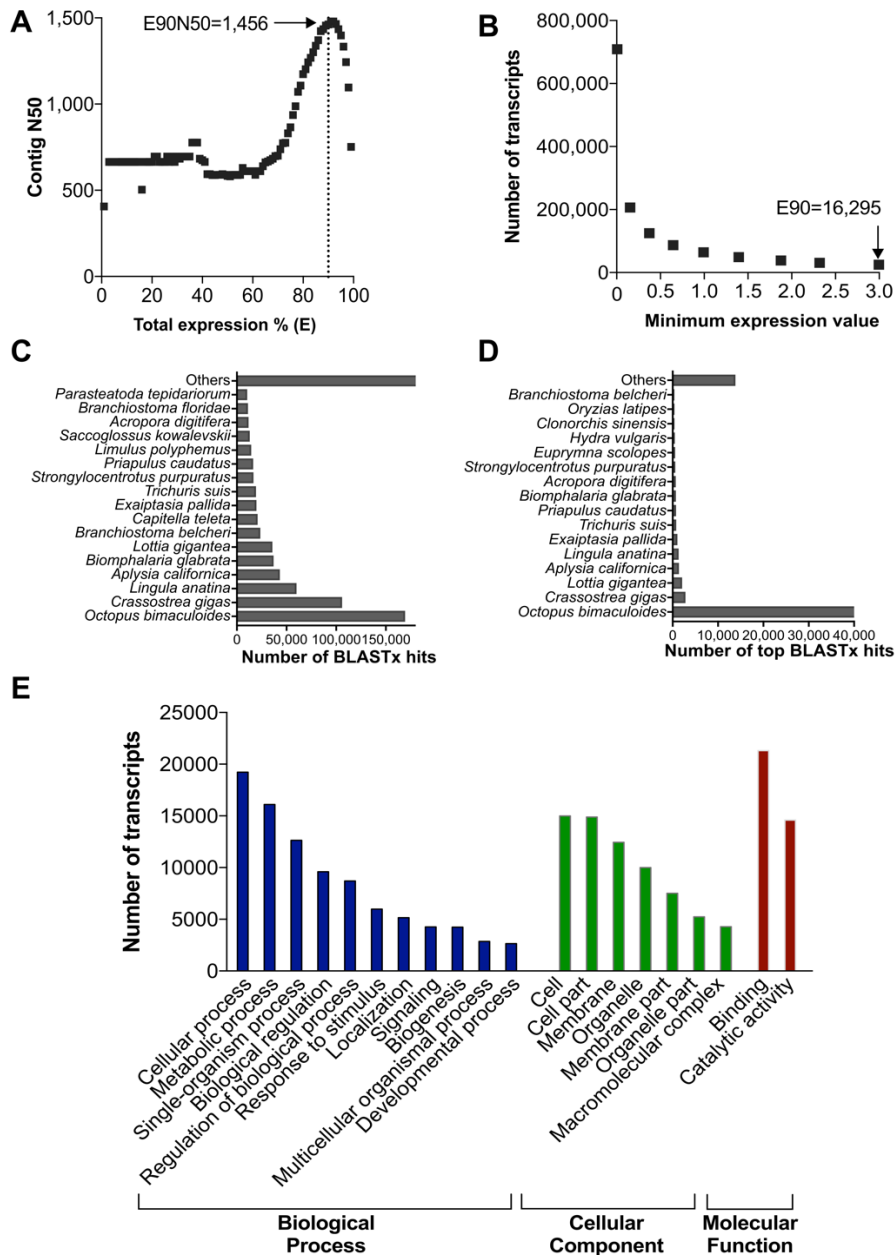 A
E90N50=1,456
1,500
1,000
500
0
Contig N50
0 20 40 60 80 100
Total expression % (E)
B
800,000
600,000
400,000
200,000
0
Number of transcripts
E90=16,295
0 0.5 1.0 1.5 2.0 2.5 3.0
Minimum expression value
C
Others
Parasteatoda tepidariorum
Branchiostoma floridae
Acropora digitifera
Saccoglossus kowalevskii
Limulus polyphemus
Priapulus caudatus
Strongylocentrotus purpuratus
Trichuris suis
Exaiptasia pallida
Capitella teleta
Branchiostoma belcheri
Lottia gigantea
Biomphalaria glabrata
Aplysia californica
Lingula anatina
Crassostrea gigas
Octopus bimaculoides
0 50,000 100,000 150,000
Number of BLASTx hits
D
Others
Branchiostoma belcheri
Oryzias latipes
Clonorchis sinensis
Hydra vulgaris
Euprymna scolopes
Strongylocentrotus purpuratus
Acropora digitifera
Biomphalaria glabrata
Priapulus caudatus
Trichuris suis
Exaiptasia pallida
Lingula anatina
Aplysia californica
Lottia gigantea
Crassostrea gigas
Octopus bimaculoides
0 10,000 20,000 30,000 40,000
Number of top BLASTx hits
E
25000
20000
15000
10000
5000
0
Number of transcripts
Cellular process
Metabolic process
Single-organism process
Biological regulation
Regulation of biological process
Response to stimulus
Localization
Signaling
Biogenesis
Multicellular organismal process
Developmental process
Cell
Cell part
Membrane
Organelle
Membrane part
Organelle part
Macromolecular complex
Binding
Catalytic activity
Biological
Process
Cellular
Component
Molecular
Function